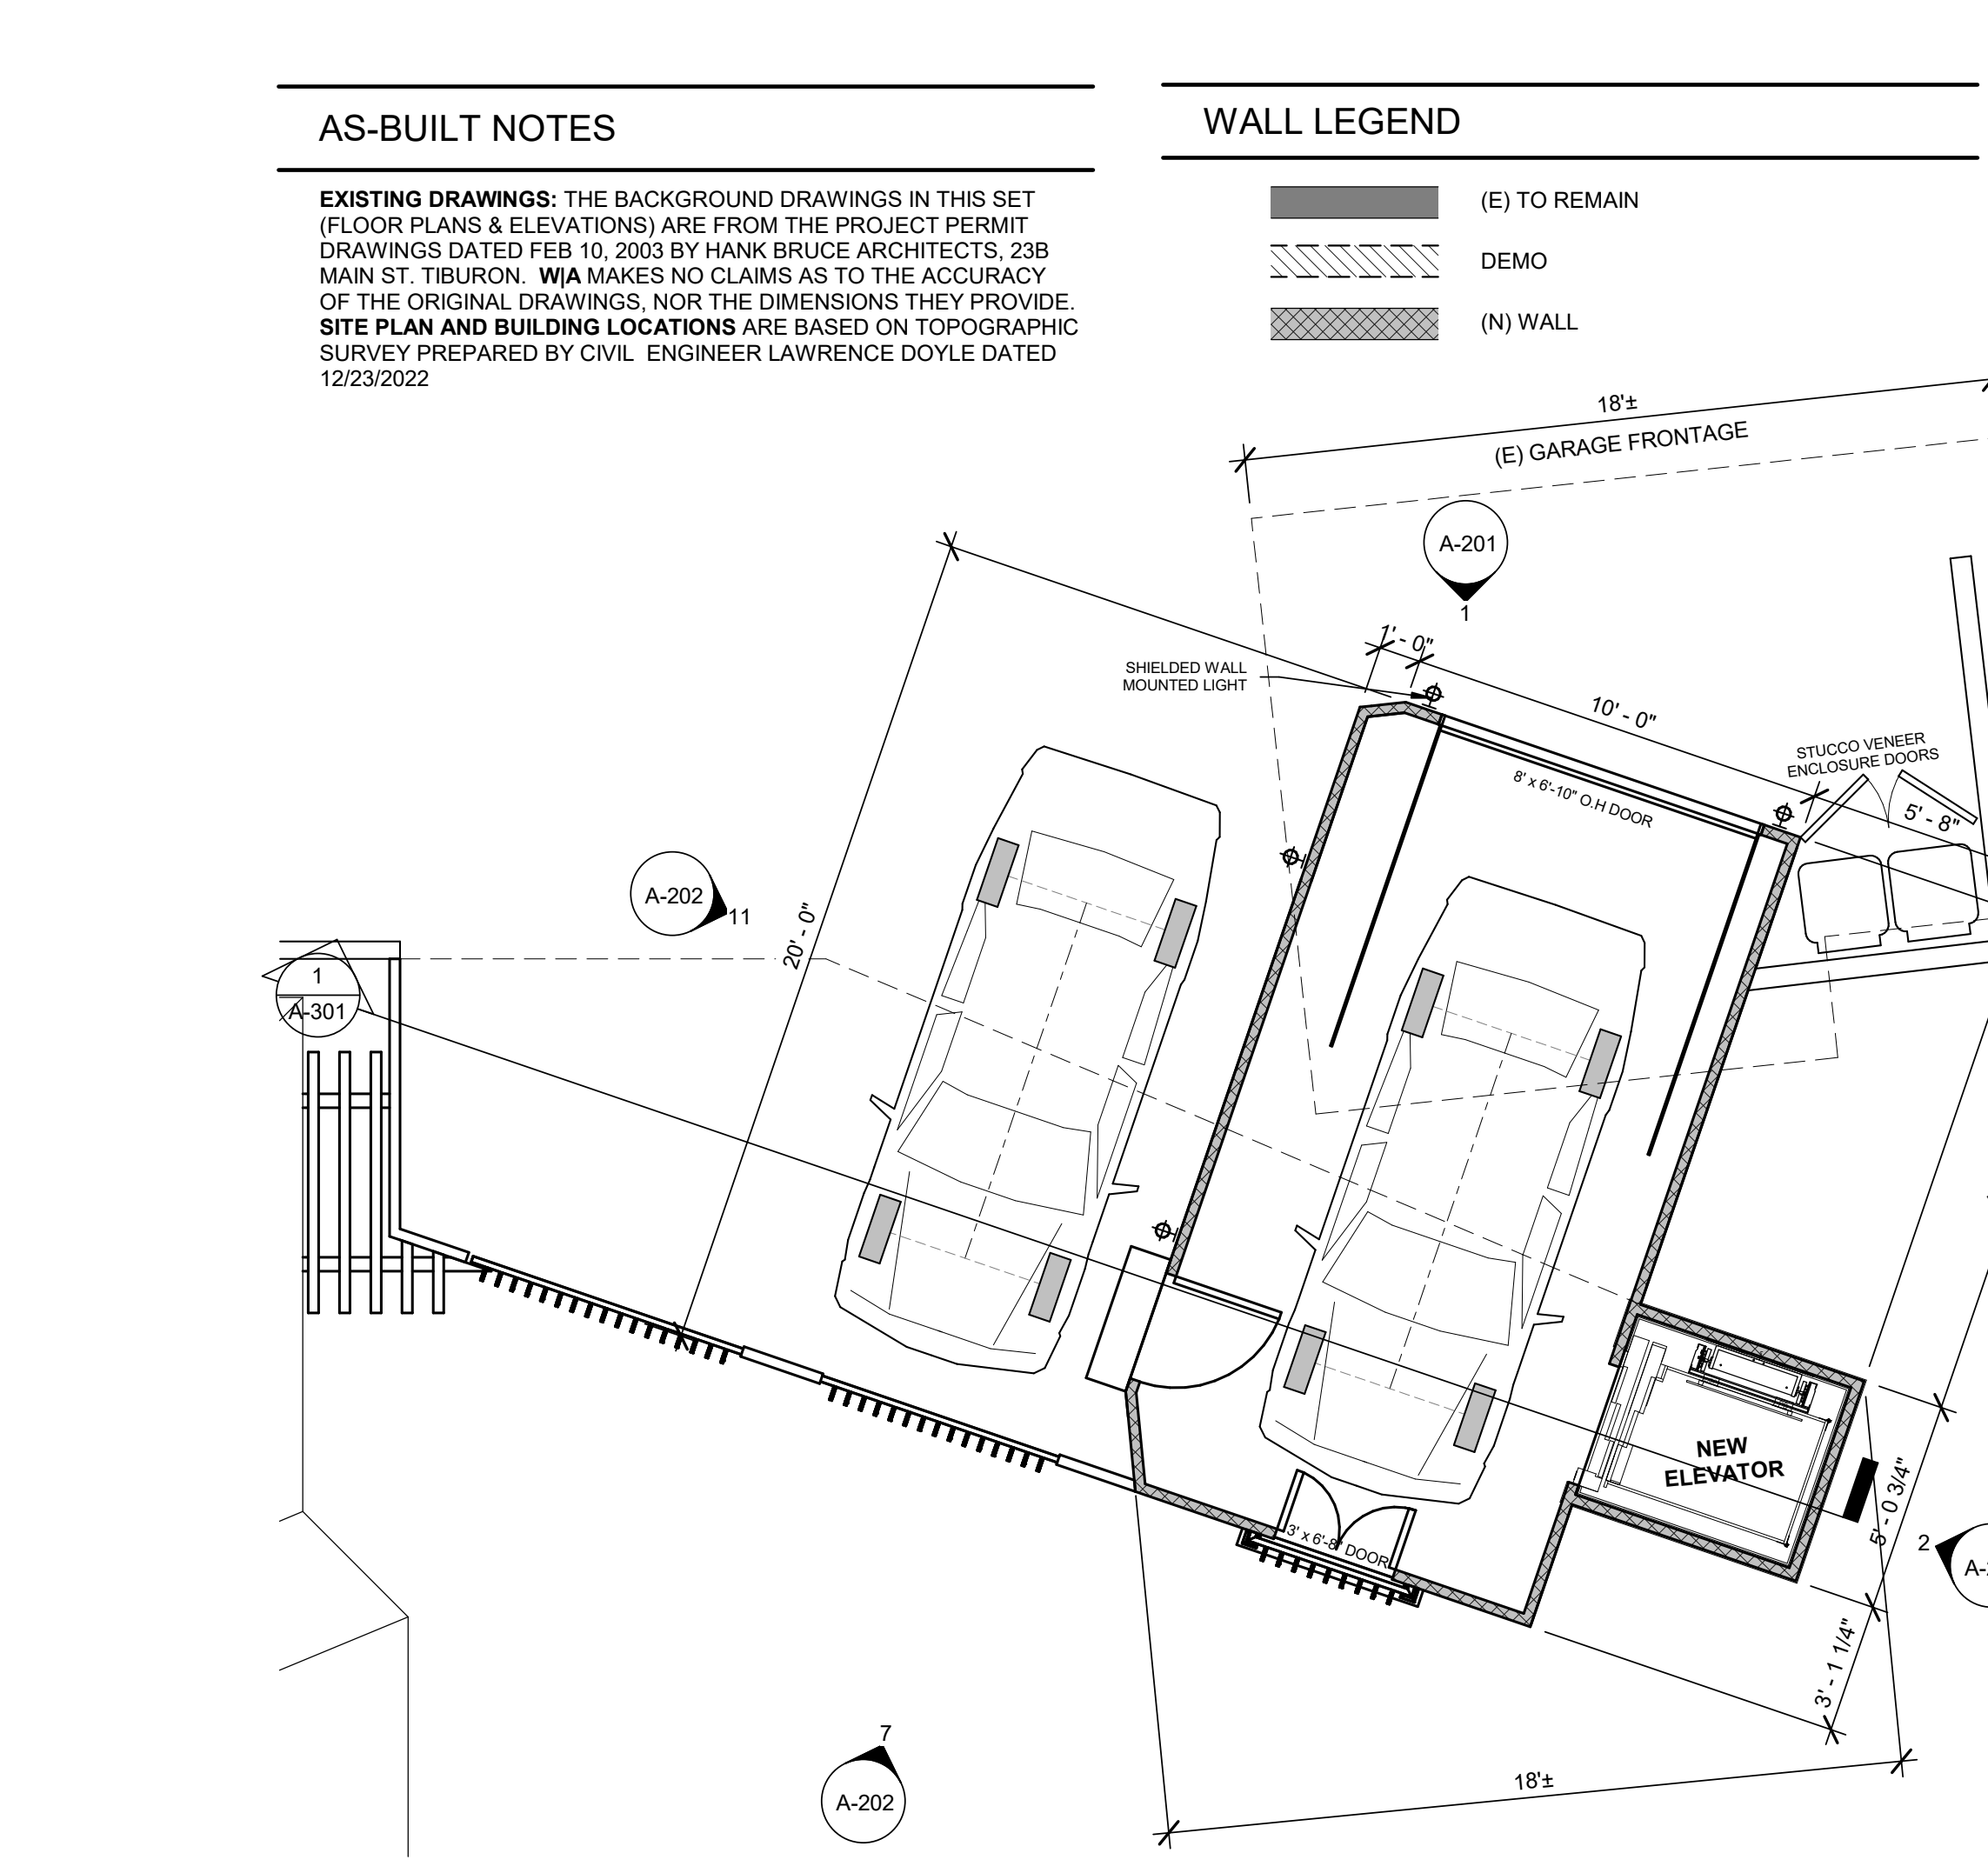 AS-BUILT NOTES
EXISTING DRAWINGS: THE BACKGROUND DRAWINGS IN THIS SET
(FLOOR PLANS & ELEVATIONS) ARE FROM THE PROJECT PERMIT
DRAWINGS DATED FEB 10, 2003 BY HANK BRUCE ARCHITECTS, 23B
MAIN ST. TIBURON. W|A MAKES NO CLAIMS AS TO THE ACCURACY
OF THE ORIGINAL DRAWINGS, NOR THE DIMENSIONS THEY PROVIDE.
SITE PLAN AND BUILDING LOCATIONS ARE BASED ON TOPOGRAPHIC
SURVEY PREPARED BY CIVIL ENGINEER LAWRENCE DOYLE DATED
12/23/2022
WALL LEGEND
(E) TO REMAIN
DEMO
(N) WALL
18'±
(E) GARAGE FRONTAGE
A-201
1
1' - 0"
SHIELDED WALL
MOUNTED LIGHT
10' - 0"
STUCCO VENEER
ENCLOSURE DOORS
8' x 6'-10" O.H DOOR
5' - 8"
A-202
11
20' - 0"
1
A-301
NEW
ELEVATOR
5' - 0 3/4"
3' x 6'-8" DOOR
2
3' - 1 1/4"
7
A-202
18'±